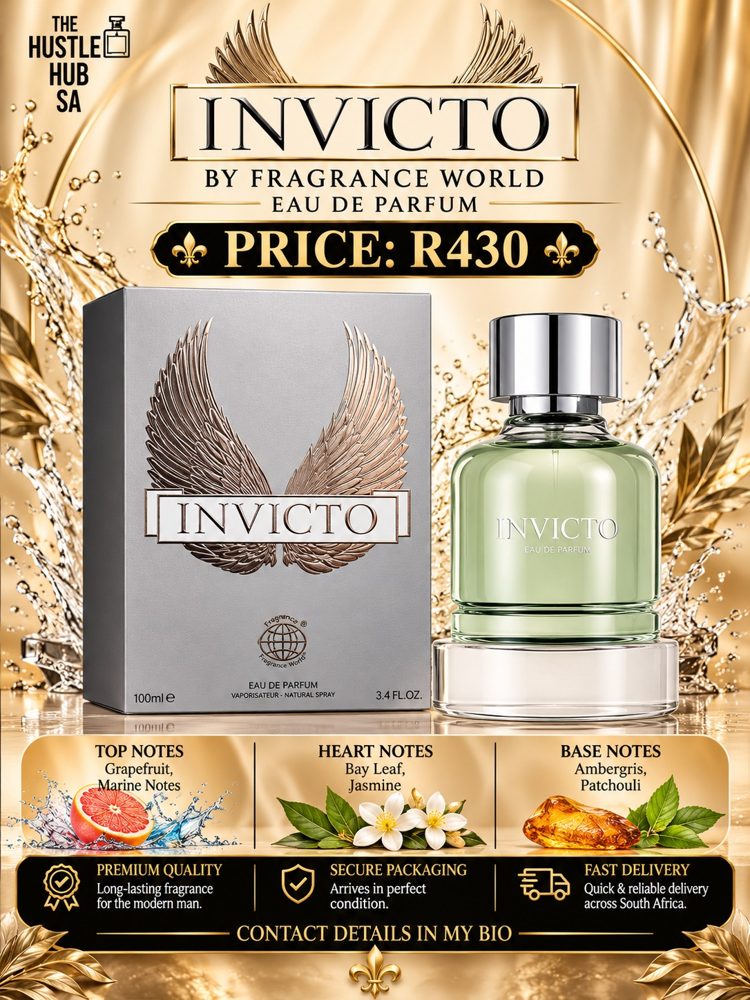 THE
HUSTLE
HUB
SA
INVICTO
BY FRAGRANCE WORLD
EAU DE PARFUM
PRICE: R430
INVICTO
Fragrance ®
Fragrance World®
EAU DE PARFUM
VAPORISATEUR - NATURAL SPRAY
100ml e
3.4 FL.OZ.
INVICTO
EAU DE PARFUM
TOP NOTES
Grapefruit,
Marine Notes
HEART NOTES
Bay Leaf,
Jasmine
BASE NOTES
Ambergris,
Patchouli
PREMIUM QUALITY
Long-lasting fragrance
for the modern man.
SECURE PACKAGING
Arrives in perfect
condition.
FAST DELIVERY
Quick & reliable delivery
across South Africa.
CONTACT DETAILS IN MY BIO